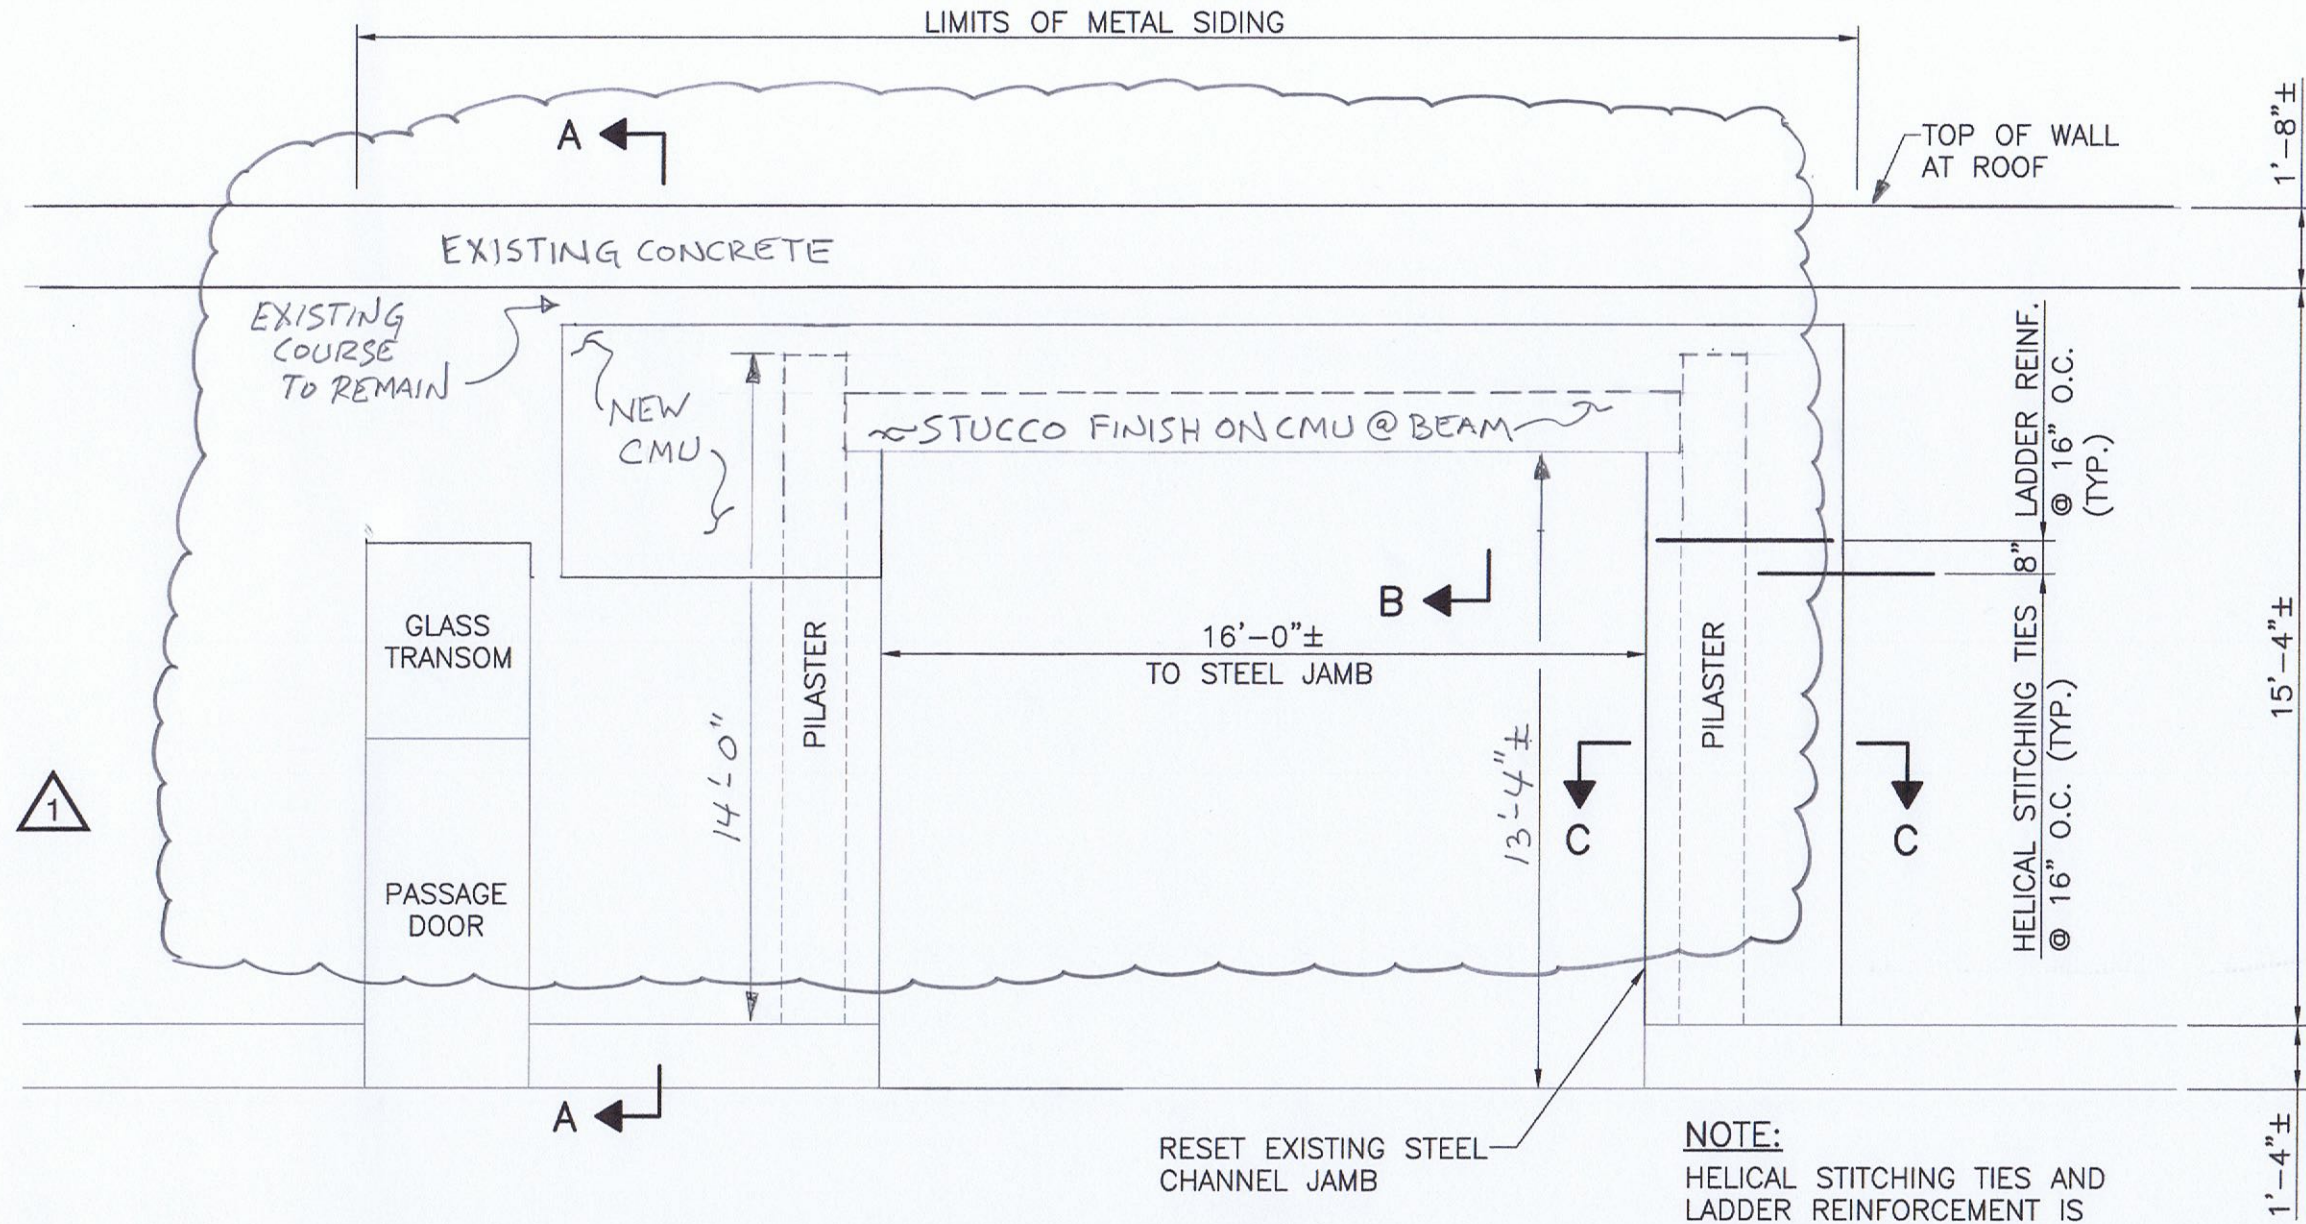 LIMITS OF METAL SIDING
A
TOP OF WALL
AT ROOF
1'-8"±
EXISTING CONCRETE
EXISTING
COURSE
TO REMAIN
NEW
CMU
STUCCO FINISH ON CMU @ BEAM
LADDER REINF.
@ 16" O.C.
(TYP.)
8"
HELICAL STITCHING TIES
@ 16" O.C. (TYP.)
15'-4"±
GLASS
TRANSOM
PILASTER
B
16'-0"±
TO STEEL JAMB
PILASTER
14'-0"
13'-4"±
C
C
1
PASSAGE
DOOR
A
RESET EXISTING STEEL
CHANNEL JAMB
NOTE:
HELICAL STITCHING TIES AND
LADDER REINFORCEMENT IS
1'-4"±